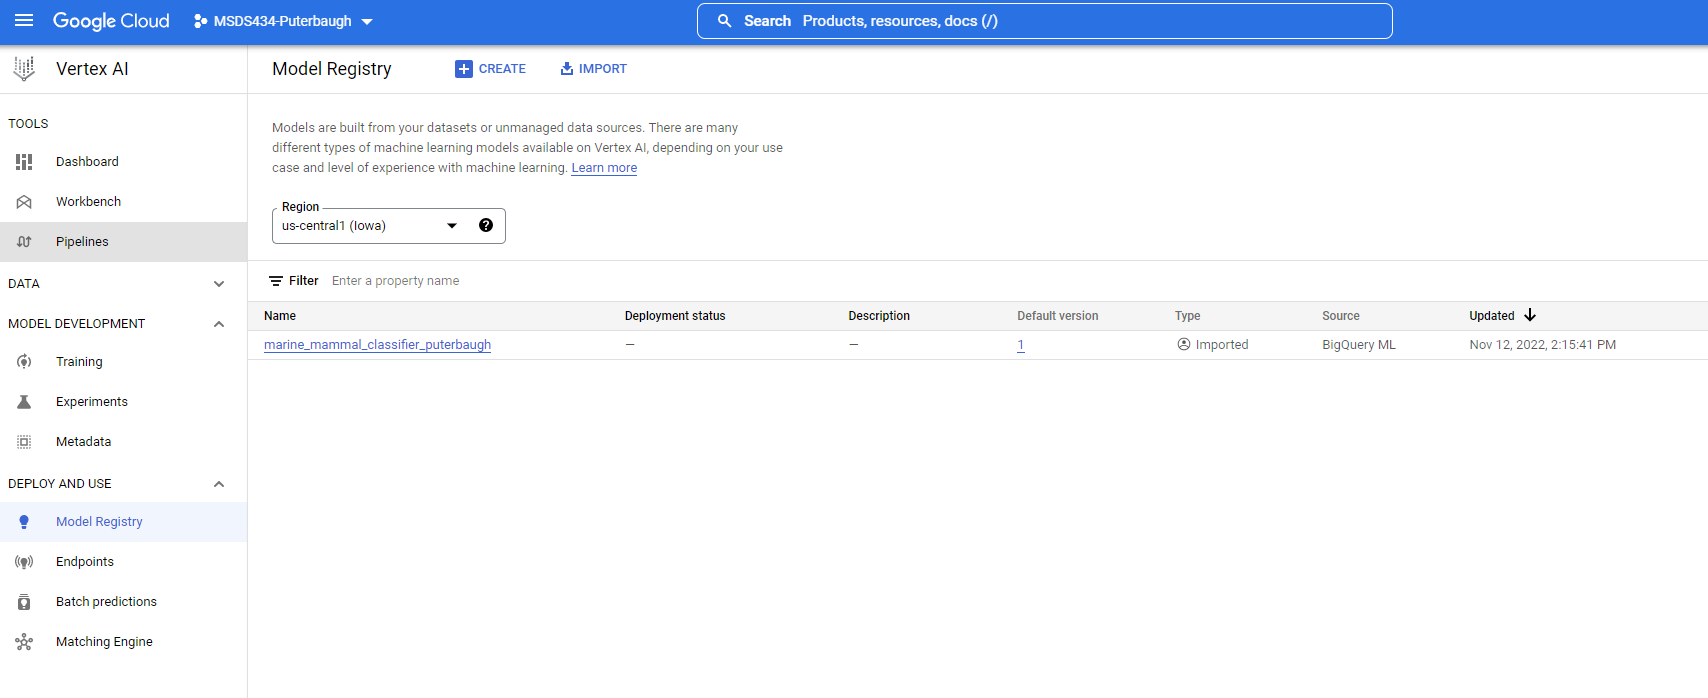 Google Cloud MSDS434-Puterbaugh Search Products, resources, docs (/)
Vertex AI
Model Registry CREATE IMPORT
TOOLS
Dashboard
Workbench
Pipelines
DATA
MODEL DEVELOPMENT
Training
Experiments
Metadata
DEPLOY AND USE
Model Registry
Endpoints
Batch predictions
Matching Engine
Models are built from your datasets or unmanaged data sources. There are many
different types of machine learning models available on Vertex AI, depending on your use
case and level of experience with machine learning. Learn more
Region
us-central1 (Iowa)
Filter Enter a property name
Name Deployment status Description Default version Type Source Updated
marine_mammal_classifier_puterbaugh — — 1 Imported BigQuery ML Nov 12, 2022, 2:15:41 PM